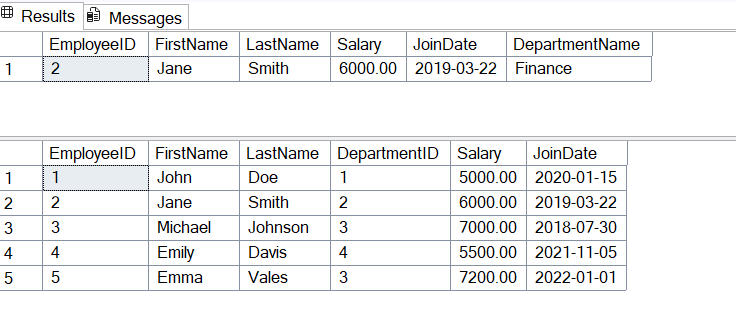 Results Messages
EmployeeID FirstName LastName Salary JoinDate DepartmentName
1 2 Jane Smith 6000.00 2019-03-22 Finance
EmployeeID FirstName LastName DepartmentID Salary JoinDate
1 1 John Doe 1 5000.00 2020-01-15
2 2 Jane Smith 2 6000.00 2019-03-22
3 3 Michael Johnson 3 7000.00 2018-07-30
4 4 Emily Davis 4 5500.00 2021-11-05
5 5 Emma Vales 3 7200.00 2022-01-01